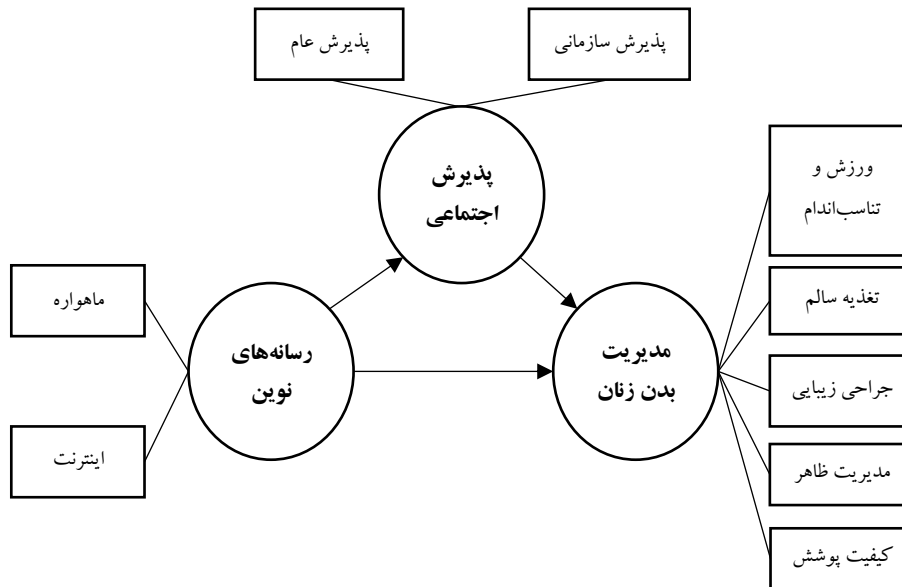 پذیرش سازمانی
پذیرش عام
پذیرش
اجتماعی
ورزش و
تناسب‌اندام
ماهواره
تغذیه سالم
رسانه‌های
نوین
مدیریت
بدن زنان
جراحی زیبایی
اینترنت
مدیریت ظاهر
کیفیت پوشش